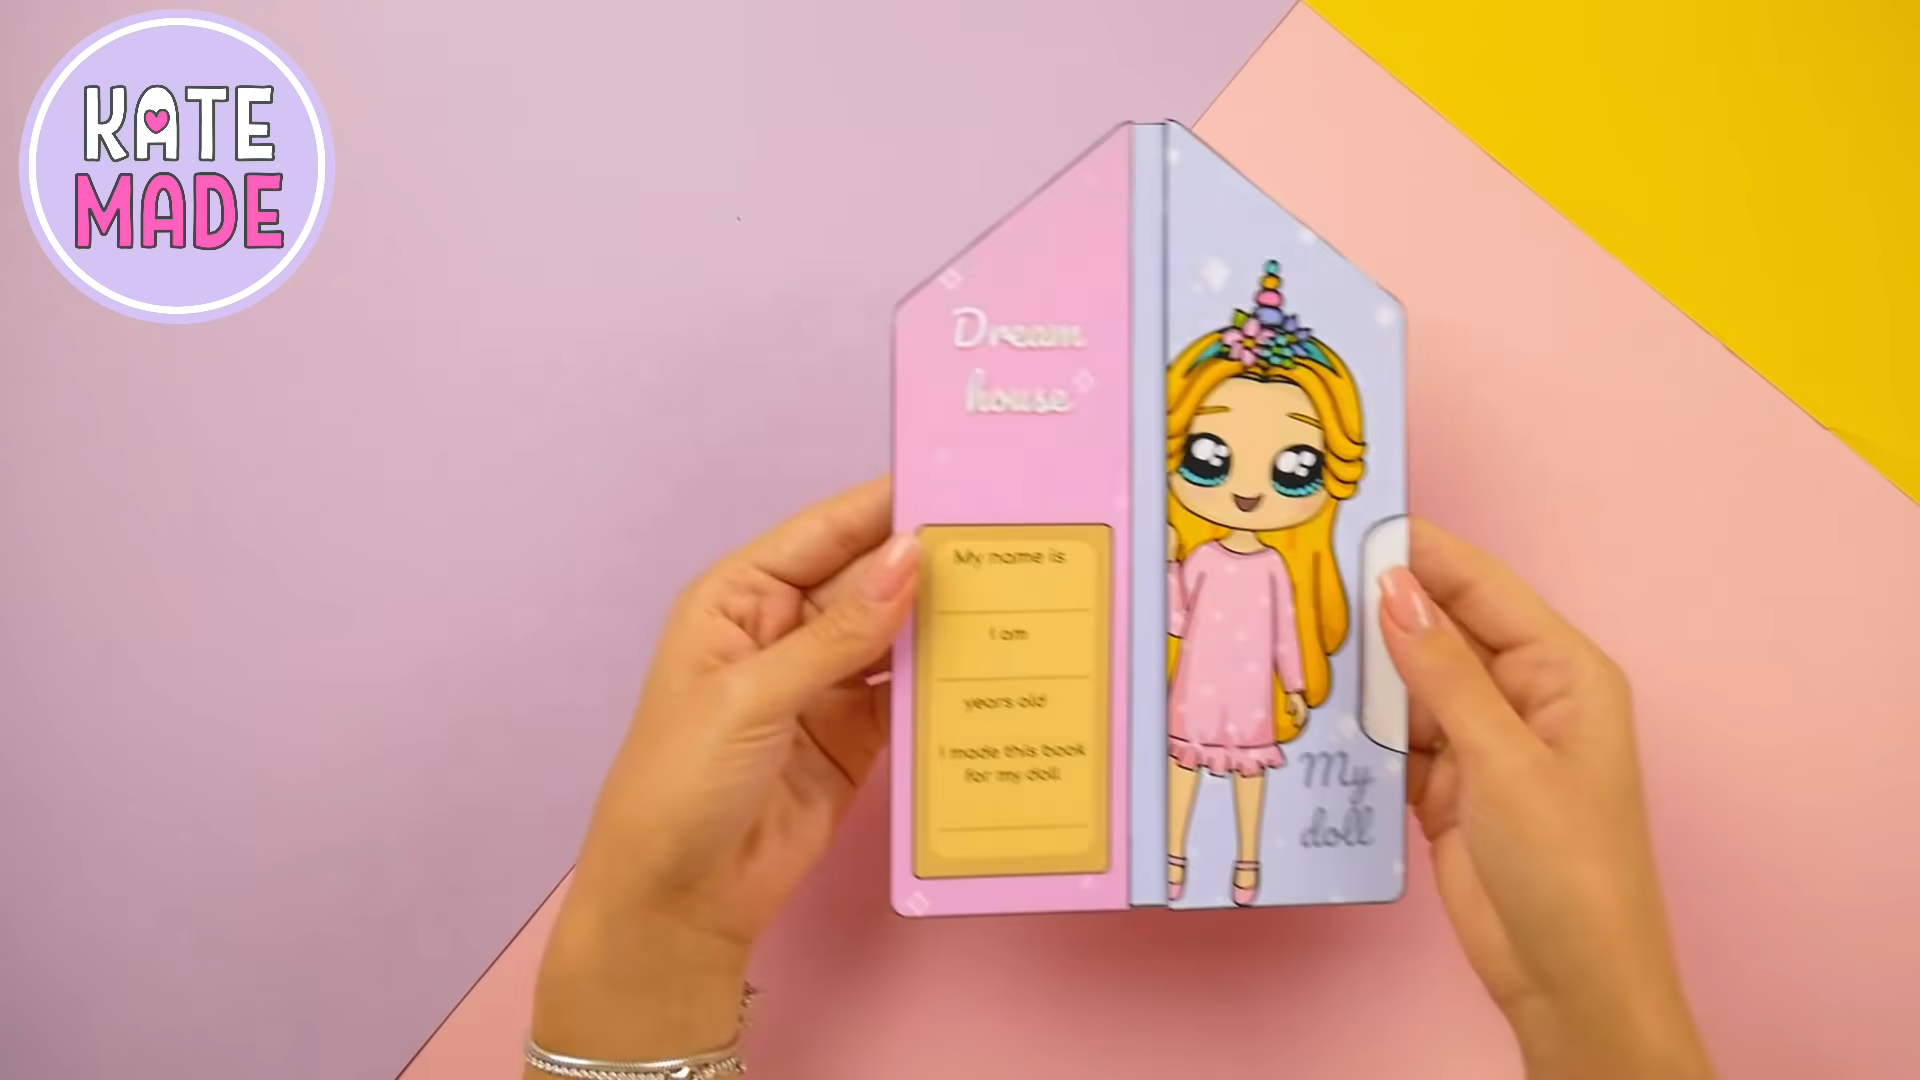 KATE
MADE
Dream
house
My name is
I am
years old
I made this book
for my doll
My
doll